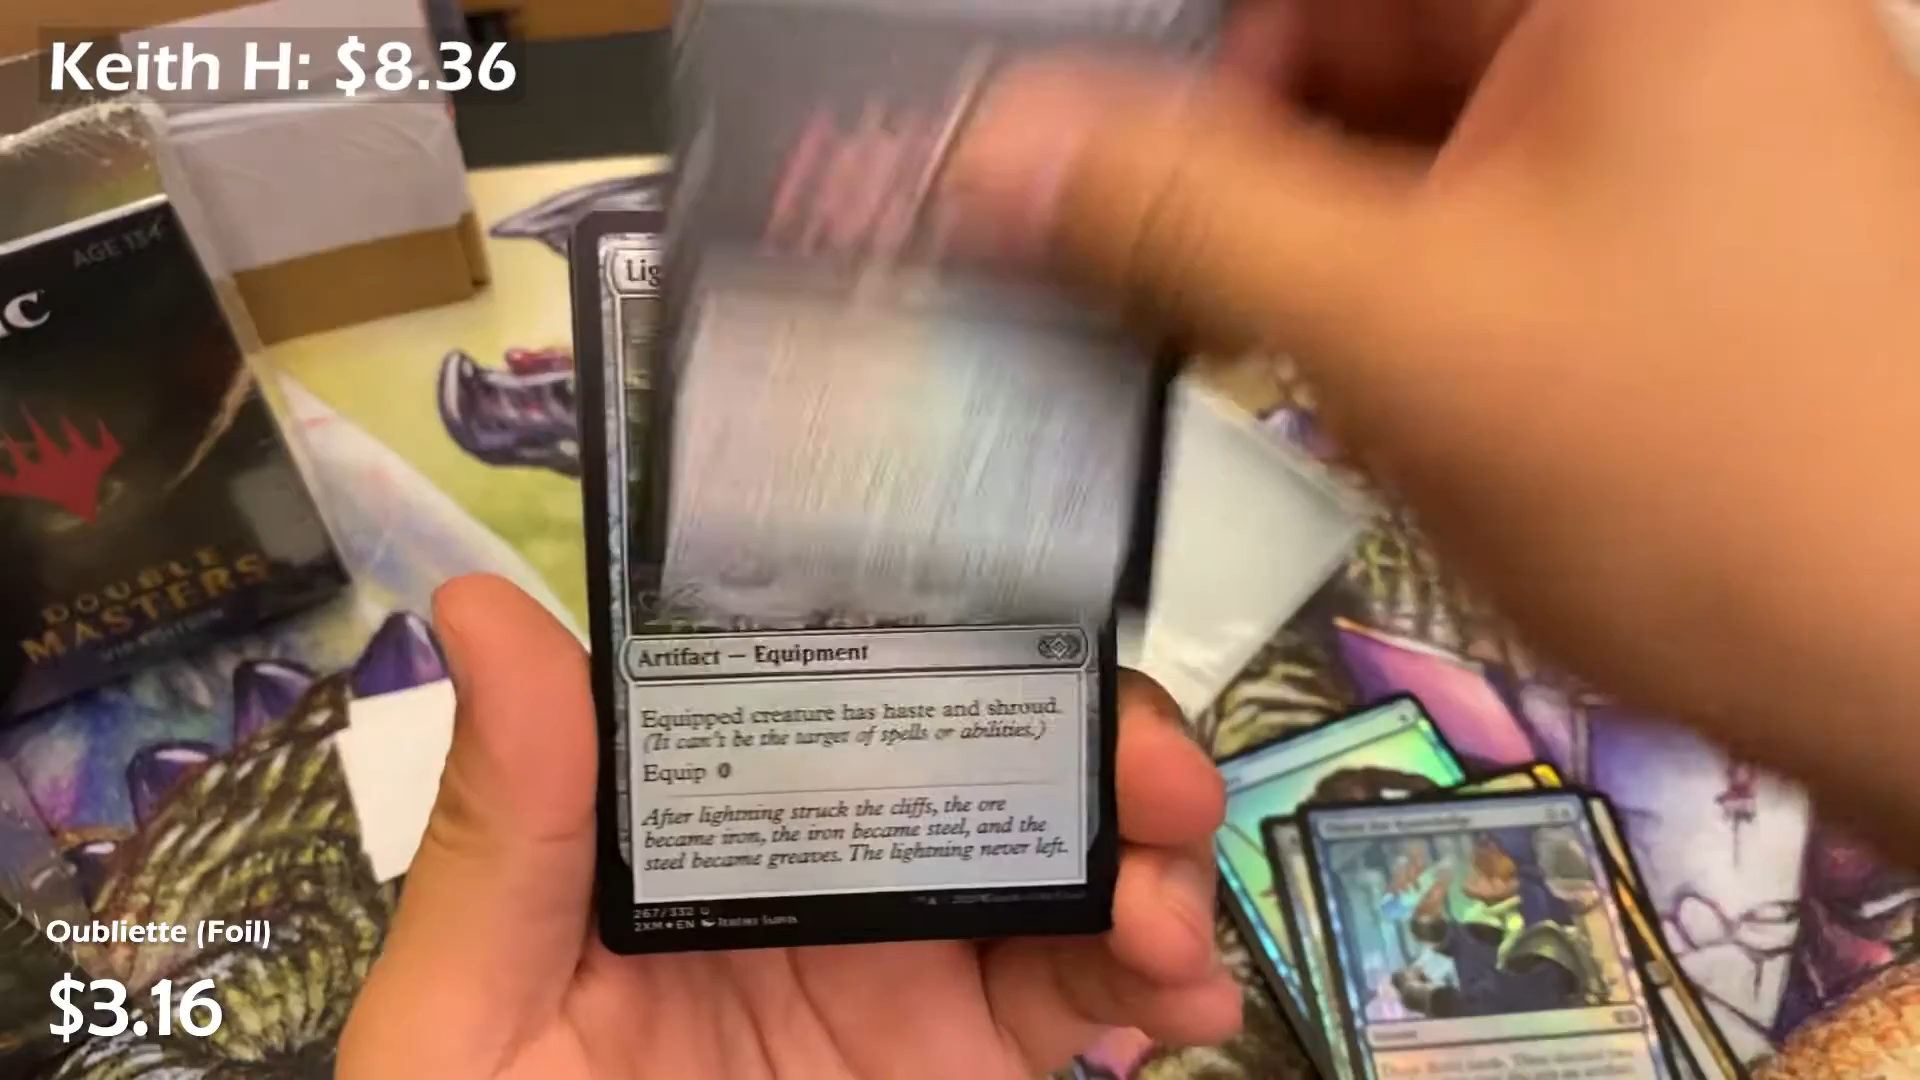 Keith H: $8.36
AGE 13+
IC
DOUBLE
MASTERS
VIP EDITION
Lig
Artifact — Equipment
Equipped creature has haste and shroud.
(It can't be the target of spells or abilities.)
Equip 0
After lightning struck the cliffs, the ore
became iron, the iron became steel, and the
steel became greaves. The lightning never left.
267/332 U
2XM★EN
Oubliette (Foil)
$3.16